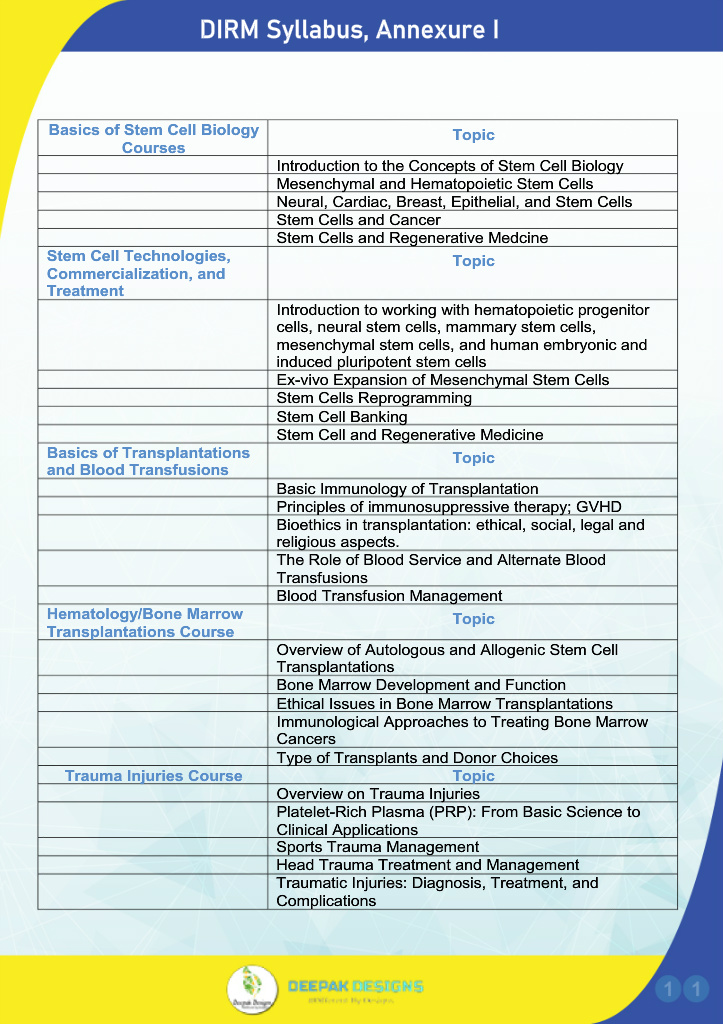 DIRM Syllabus, Annexure I
Basics of Stem Cell Biology
Courses
Topic
Introduction to the Concepts of Stem Cell Biology
Mesenchymal and Hematopoietic Stem Cells
Neural, Cardiac, Breast, Epithelial, and Stem Cells
Stem Cells and Cancer
Stem Cells and Regenerative Medcine
Stem Cell Technologies,
Commercialization, and
Treatment
Topic
Introduction to working with hematopoietic progenitor
cells, neural stem cells, mammary stem cells,
mesenchymal stem cells, and human embryonic and
induced pluripotent stem cells
Ex-vivo Expansion of Mesenchymal Stem Cells
Stem Cells Reprogramming
Stem Cell Banking
Stem Cell and Regenerative Medicine
Basics of Transplantations
and Blood Transfusions
Topic
Basic Immunology of Transplantation
Principles of immunosuppressive therapy; GVHD
Bioethics in transplantation: ethical, social, legal and
religious aspects.
The Role of Blood Service and Alternate Blood
Transfusions
Blood Transfusion Management
Hematology/Bone Marrow
Transplantations Course
Topic
Overview of Autologous and Allogenic Stem Cell
Transplantations
Bone Marrow Development and Function
Ethical Issues in Bone Marrow Transplantations
Immunological Approaches to Treating Bone Marrow
Cancers
Type of Transplants and Donor Choices
Trauma Injuries Course
Topic
Overview on Trauma Injuries
Platelet-Rich Plasma (PRP): From Basic Science to
Clinical Applications
Sports Trauma Management
Head Trauma Treatment and Management
Traumatic Injuries: Diagnosis, Treatment, and
Complications
Deepak Designs
DEEPAK DESIGNS
By Designs
1 1